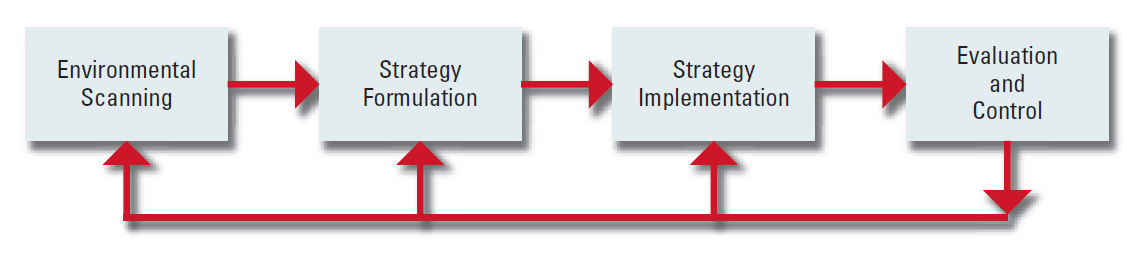 Environmental
Scanning
Strategy
Formulation
Strategy
Implementation
Evaluation
and
Control